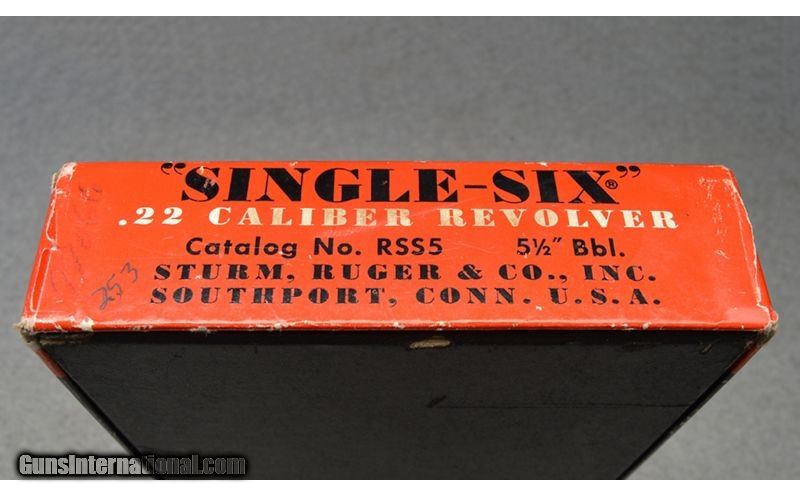 "SINGLE-SIX"®
.22 CALIBER REVOLVER
Catalog No. RSS5 5½" Bbl.
STURM, RUGER & CO., INC.
SOUTHPORT, CONN. U.S.A.
253
GunsInternational.com